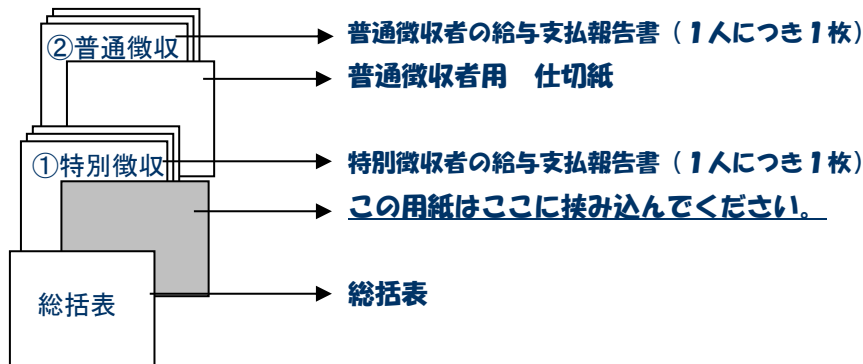 ②普通徴収
普通徴収者の給与支払報告書（１人につき１枚）
普通徴収者用　仕切紙
①特別徴収
特別徴収者の給与支払報告書（１人につき１枚）
この用紙はここに挟み込んでください。
総括表
総括表